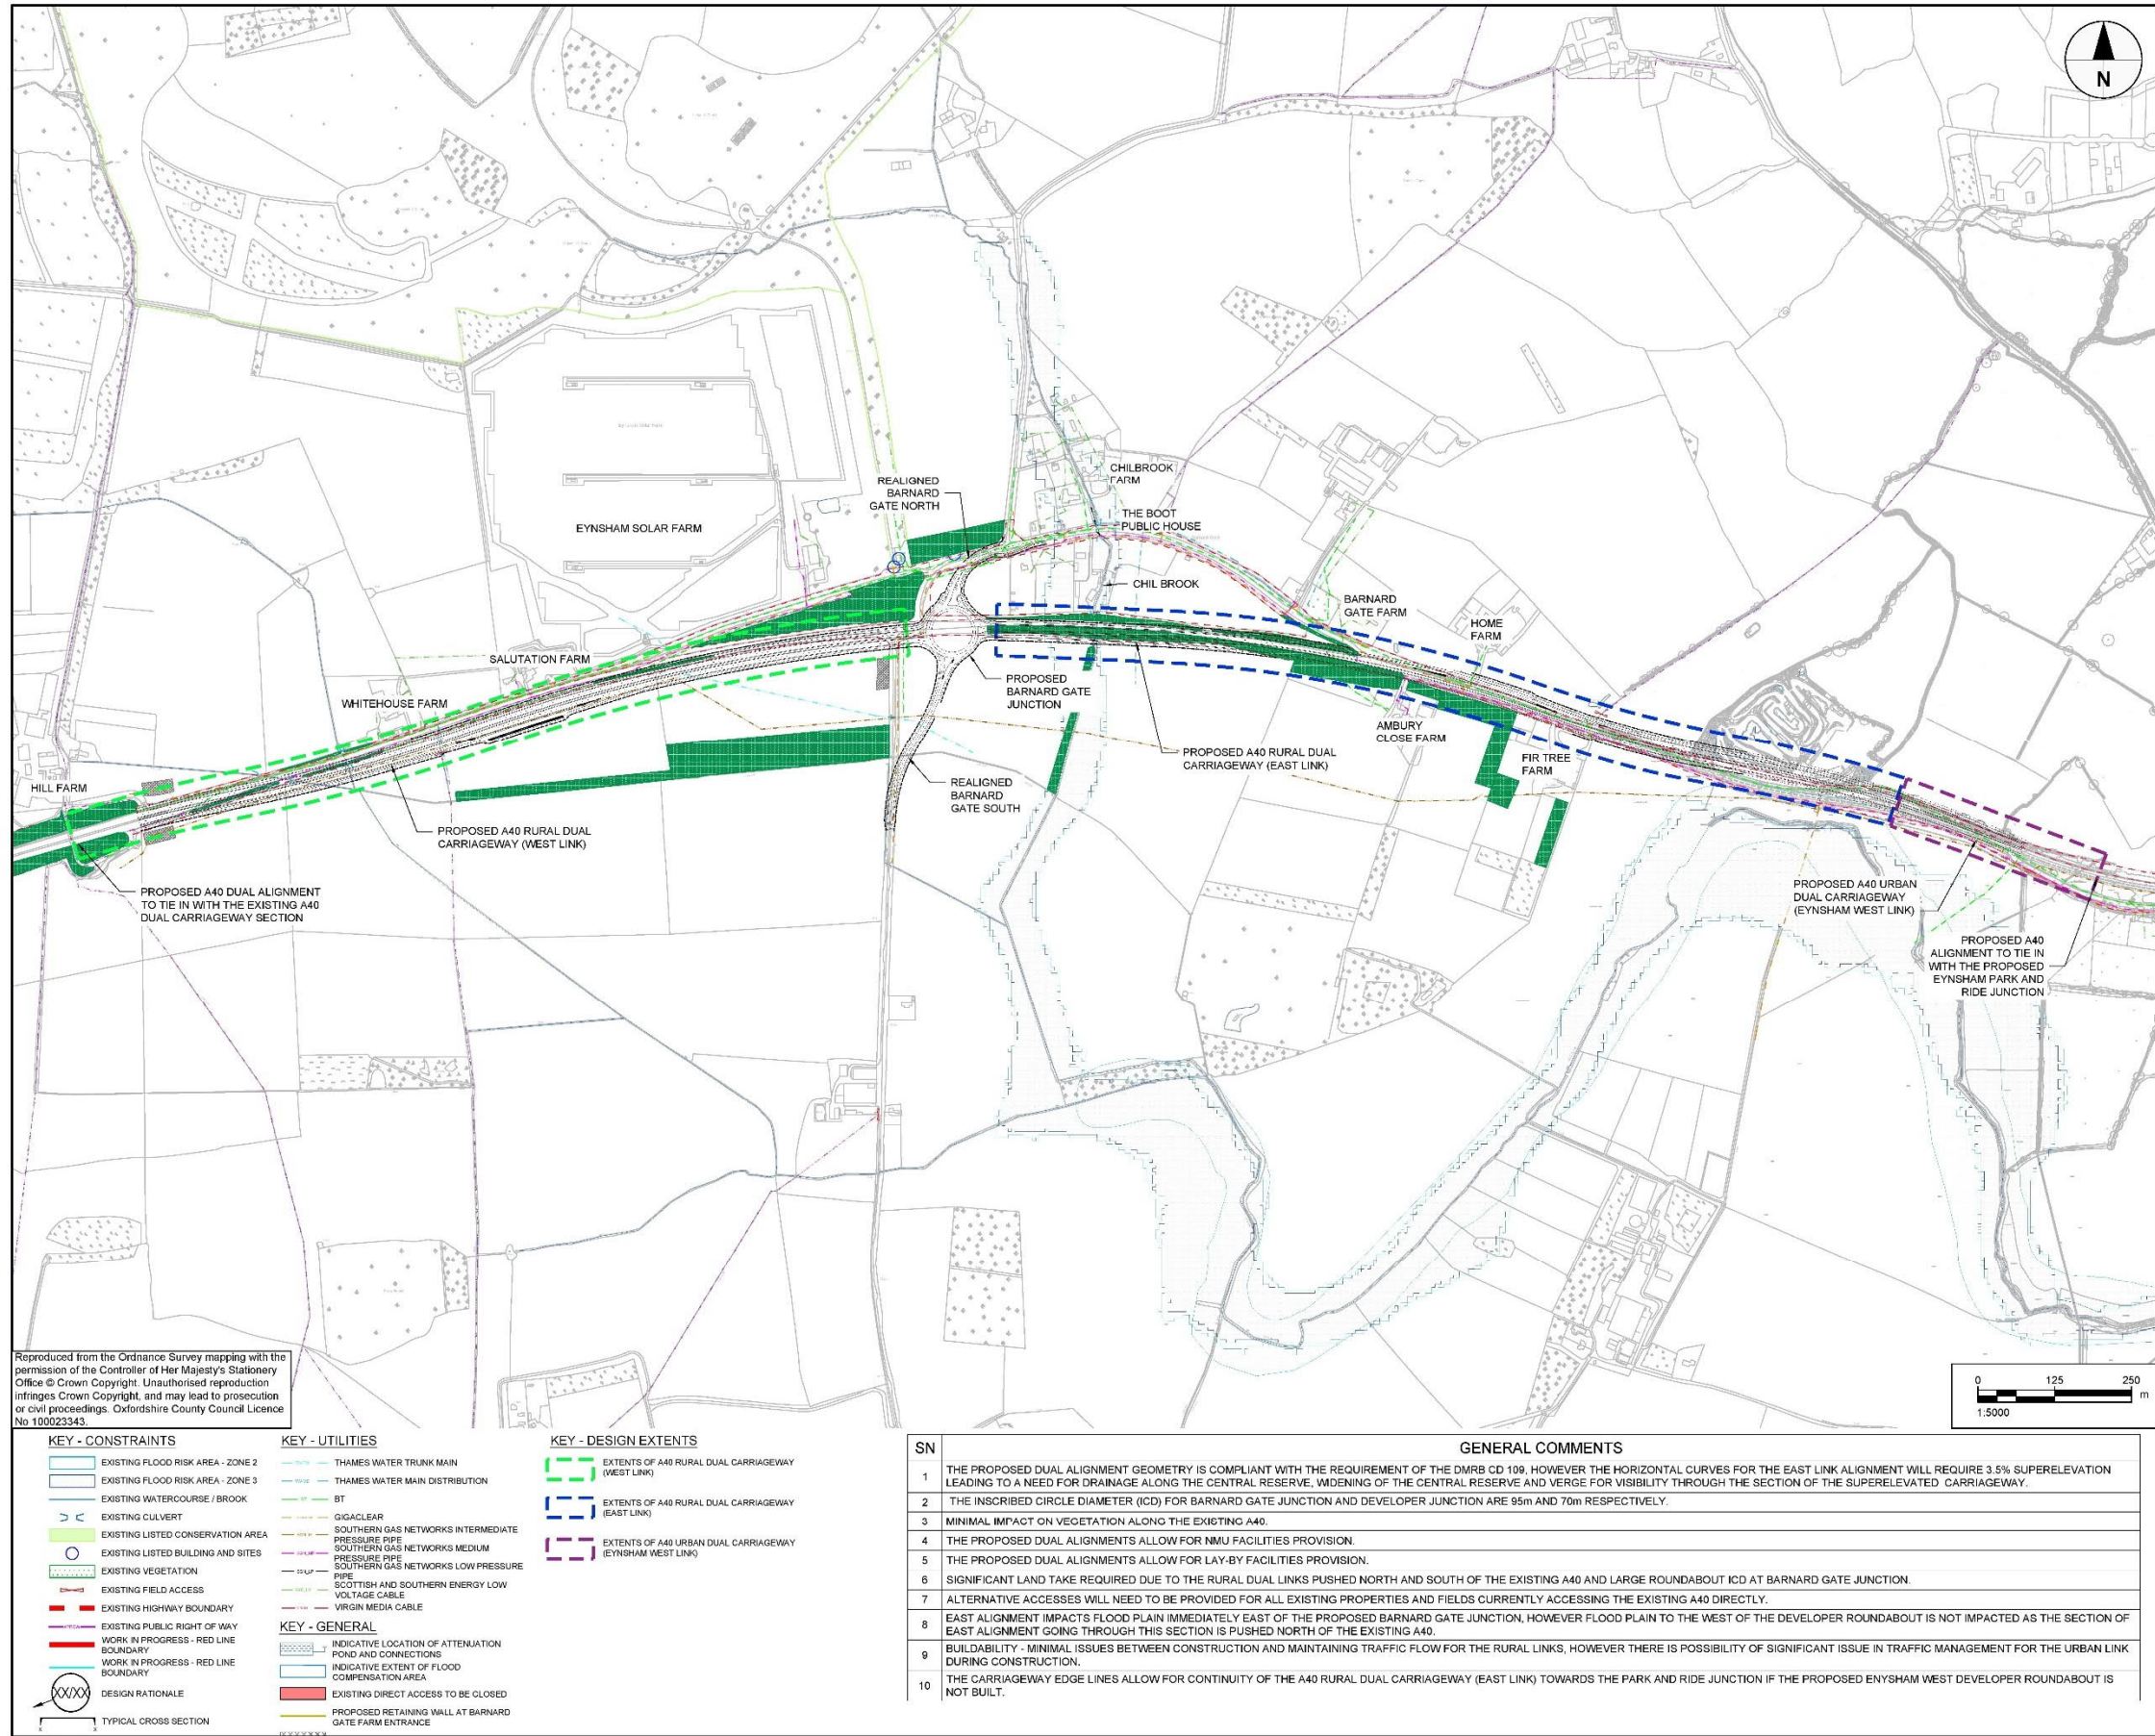 N
CHILBROOK
FARM
REALIGNED
BARNARD
GATE NORTH
THE BOOT
PUBLIC HOUSE
EYNSHAM SOLAR FARM
CHIL BROOK
BARNARD
GATE FARM
HOME
FARM
SALUTATION FARM
WHITEHOUSE FARM
PROPOSED
BARNARD GATE
JUNCTION
AMBURY
CLOSE FARM
PROPOSED A40 RURAL DUAL
CARRIAGEWAY (EAST LINK)
FIR TREE
FARM
HILL FARM
REALIGNED
BARNARD
GATE SOUTH
PROPOSED A40 RURAL DUAL
CARRIAGEWAY (WEST LINK)
PROPOSED A40 DUAL ALIGNMENT
TO TIE IN WITH THE EXISTING A40
DUAL CARRIAGEWAY SECTION
PROPOSED A40 URBAN
DUAL CARRIAGEWAY
(EYNSHAM WEST LINK)
PROPOSED A40
ALIGNMENT TO TIE IN
WITH THE PROPOSED
EYNSHAM PARK AND
RIDE JUNCTION
Reproduced from the Ordnance Survey mapping with the
permission of the Controller of Her Majesty's Stationery
Office © Crown Copyright. Unauthorised reproduction
infringes Crown Copyright, and may lead to prosecution
or civil proceedings. Oxfordshire County Council Licence
No 100023343.
0 125 250
m
1:5000
KEY - CONSTRAINTS
EXISTING FLOOD RISK AREA - ZONE 2
EXISTING FLOOD RISK AREA - ZONE 3
EXISTING WATERCOURSE / BROOK
EXISTING CULVERT
EXISTING LISTED CONSERVATION AREA
EXISTING LISTED BUILDING AND SITES
EXISTING VEGETATION
EXISTING FIELD ACCESS
EXISTING HIGHWAY BOUNDARY
EXISTING PUBLIC RIGHT OF WAY
WORK IN PROGRESS - RED LINE
BOUNDARY
WORK IN PROGRESS - RED LINE
BOUNDARY
XX/XX DESIGN RATIONALE
X X TYPICAL CROSS SECTION
KEY - UTILITIES
THAMES WATER TRUNK MAIN
THAMES WATER MAIN DISTRIBUTION
BT
GIGACLEAR
SOUTHERN GAS NETWORKS INTERMEDIATE
PRESSURE PIPE
SOUTHERN GAS NETWORKS MEDIUM
PRESSURE PIPE
SOUTHERN GAS NETWORKS LOW PRESSURE
PIPE
SCOTTISH AND SOUTHERN ENERGY LOW
VOLTAGE CABLE
VIRGIN MEDIA CABLE
KEY - GENERAL
INDICATIVE LOCATION OF ATTENUATION
POND AND CONNECTIONS
INDICATIVE EXTENT OF FLOOD
COMPENSATION AREA
EXISTING DIRECT ACCESS TO BE CLOSED
PROPOSED RETAINING WALL AT BARNARD
GATE FARM ENTRANCE
KEY - DESIGN EXTENTS
EXTENTS OF A40 RURAL DUAL CARRIAGEWAY
(WEST LINK)
EXTENTS OF A40 RURAL DUAL CARRIAGEWAY
(EAST LINK)
EXTENTS OF A40 URBAN DUAL CARRIAGEWAY
(EYNSHAM WEST LINK)
SN GENERAL COMMENTS
1 THE PROPOSED DUAL ALIGNMENT GEOMETRY IS COMPLIANT WITH THE REQUIREMENT OF THE DMRB CD 109, HOWEVER THE HORIZONTAL CURVES FOR THE EAST LINK ALIGNMENT WILL REQUIRE 3.5% SUPERELEVATION
LEADING TO A NEED FOR DRAINAGE ALONG THE CENTRAL RESERVE, WIDENING OF THE CENTRAL RESERVE AND VERGE FOR VISIBILITY THROUGH THE SECTION OF THE SUPERELEVATED CARRIAGEWAY.
2 THE INSCRIBED CIRCLE DIAMETER (ICD) FOR BARNARD GATE JUNCTION AND DEVELOPER JUNCTION ARE 95m AND 70m RESPECTIVELY.
3 MINIMAL IMPACT ON VEGETATION ALONG THE EXISTING A40.
4 THE PROPOSED DUAL ALIGNMENTS ALLOW FOR NMU FACILITIES PROVISION.
5 THE PROPOSED DUAL ALIGNMENTS ALLOW FOR LAY-BY FACILITIES PROVISION.
6 SIGNIFICANT LAND TAKE REQUIRED DUE TO THE RURAL DUAL LINKS PUSHED NORTH AND SOUTH OF THE EXISTING A40 AND LARGE ROUNDABOUT ICD AT BARNARD GATE JUNCTION.
7 ALTERNATIVE ACCESSES WILL NEED TO BE PROVIDED FOR ALL EXISTING PROPERTIES AND FIELDS CURRENTLY ACCESSING THE EXISTING A40 DIRECTLY.
8 EAST ALIGNMENT IMPACTS FLOOD PLAIN IMMEDIATELY EAST OF THE PROPOSED BARNARD GATE JUNCTION, HOWEVER FLOOD PLAIN TO THE WEST OF THE DEVELOPER ROUNDABOUT IS NOT IMPACTED AS THE SECTION OF
EAST ALIGNMENT GOING THROUGH THIS SECTION IS PUSHED NORTH OF THE EXISTING A40.
9 BUILDABILITY - MINIMAL ISSUES BETWEEN CONSTRUCTION AND MAINTAINING TRAFFIC FLOW FOR THE RURAL LINKS, HOWEVER THERE IS POSSIBILITY OF SIGNIFICANT ISSUE IN TRAFFIC MANAGEMENT FOR THE URBAN LINK
DURING CONSTRUCTION.
10 THE CARRIAGEWAY EDGE LINES ALLOW FOR CONTINUITY OF THE A40 RURAL DUAL CARRIAGEWAY (EAST LINK) TOWARDS THE PARK AND RIDE JUNCTION IF THE PROPOSED ENYSHAM WEST DEVELOPER ROUNDABOUT IS
NOT BUILT.